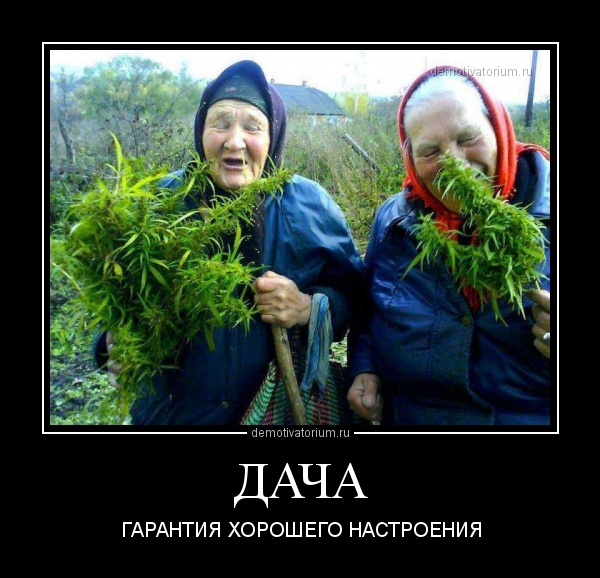 demotivatorium.ru
demotivatorium.ru
ДАЧА
ГАРАНТИЯ ХОРОШЕГО НАСТРОЕНИЯ